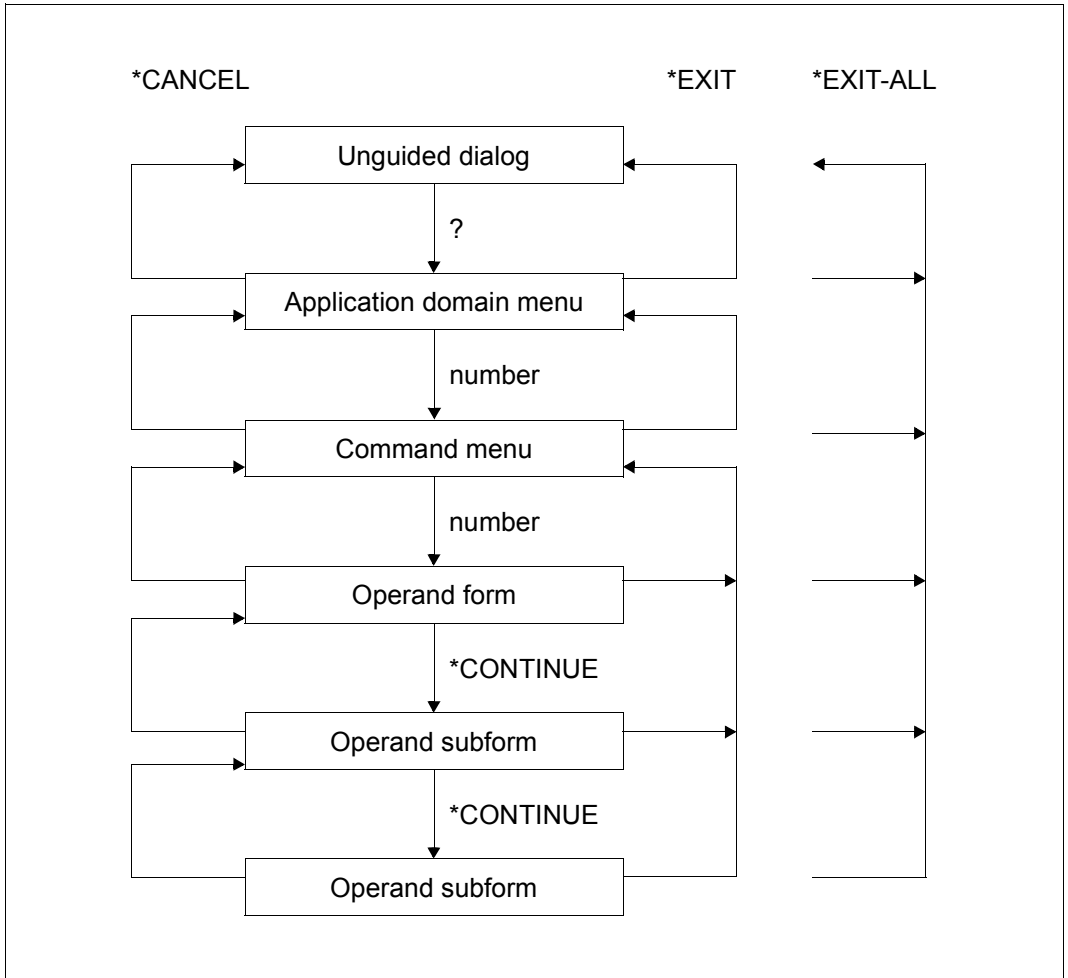 *CANCEL *EXIT *EXIT-ALL
Unguided dialog
?
Application domain menu
number
Command menu
number
Operand form
*CONTINUE
Operand subform
*CONTINUE
Operand subform